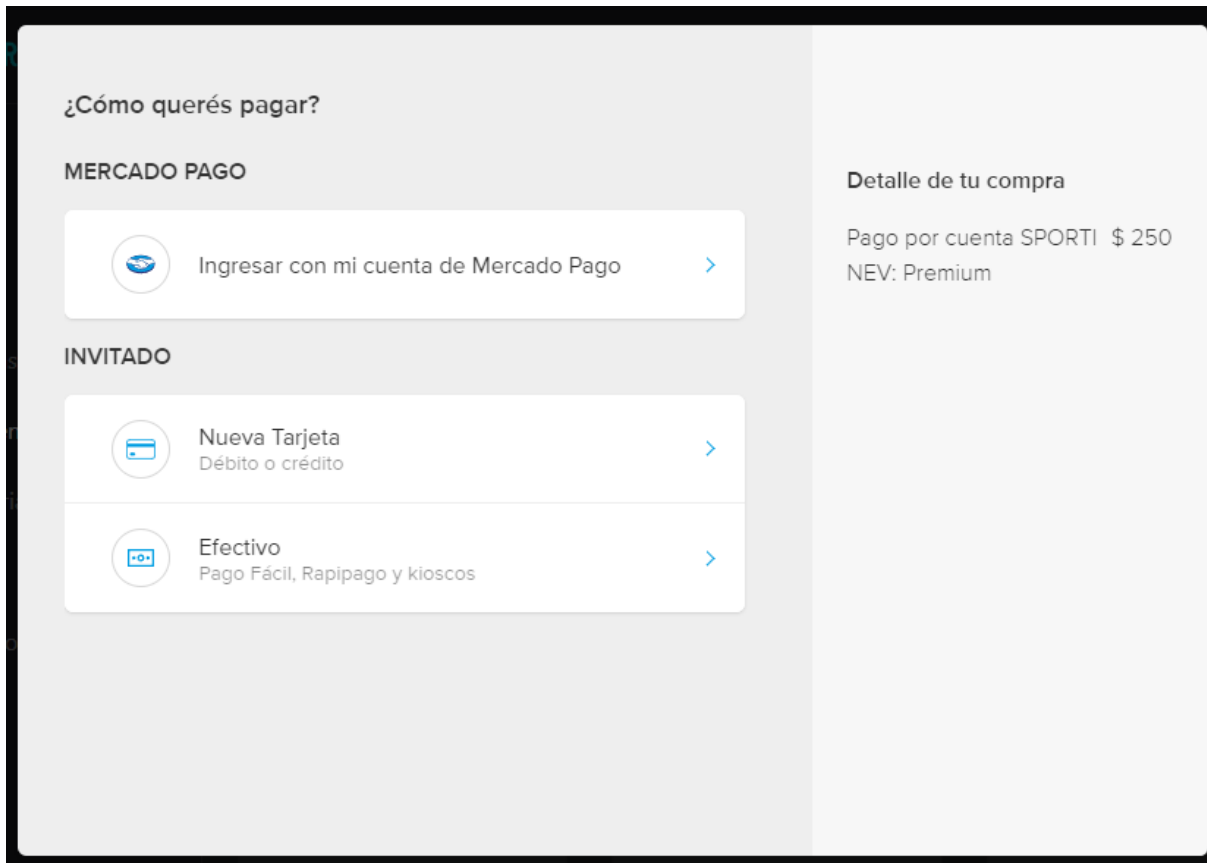 ¿Cómo querés pagar?
MERCADO PAGO
Ingresar con mi cuenta de Mercado Pago
INVITADO
Nueva Tarjeta
Débito o crédito
Efectivo
Pago Fácil, Rapipago y kioscos
Detalle de tu compra
Pago por cuenta SPORTI $ 250
NEV: Premium